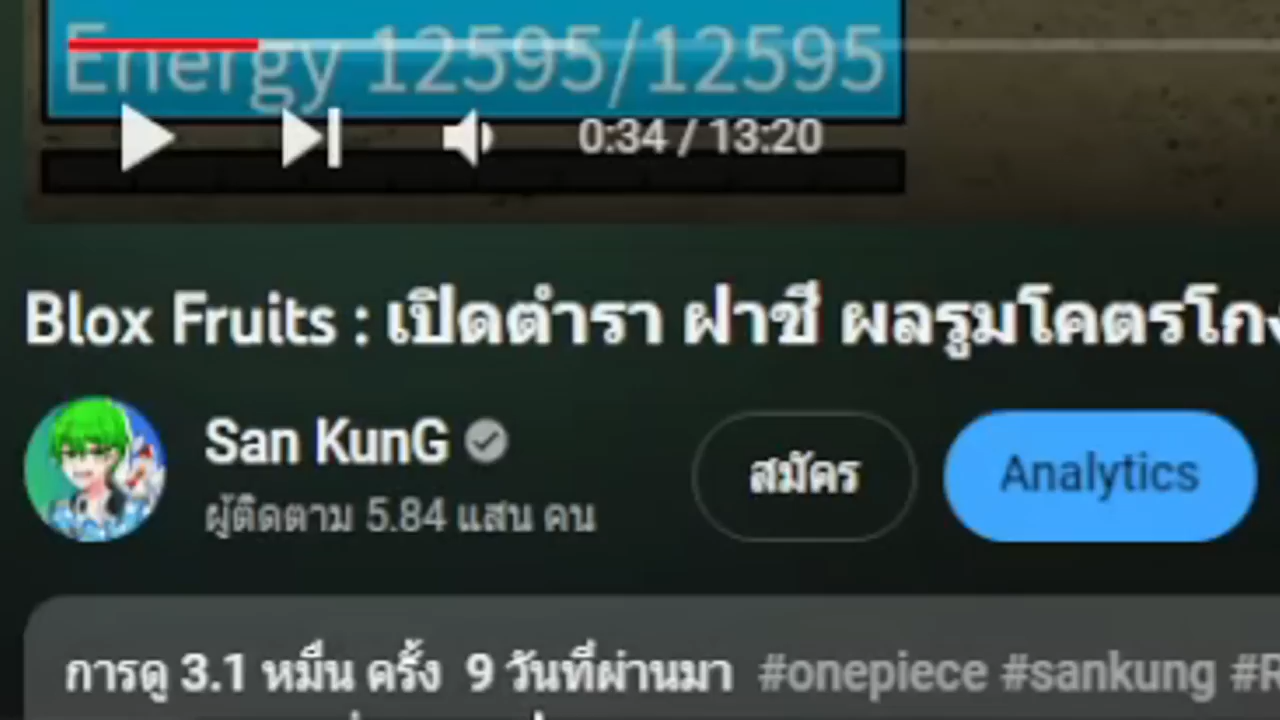 Energy 12595/12595
0:34 / 13:20
Blox Fruits : เปิดตำรา ฝาชี ผลรูมโคตรโกง
San KunG
สมัคร
Analytics
ผู้ติดตาม 5.84 แสน คน
การดู 3.1 หมื่น ครั้ง 9 วันที่ผ่านมา #onepiece #sankung #R